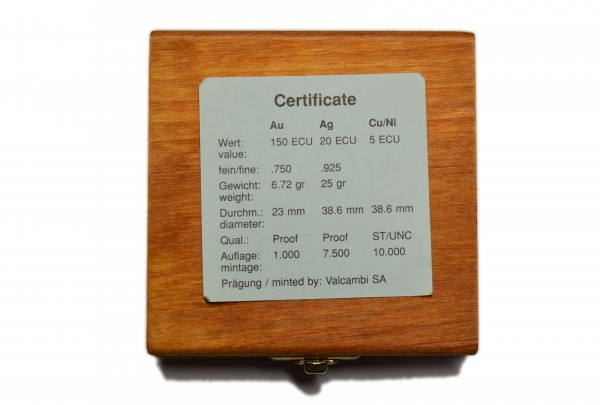 Certificate
Au Ag Cu/Ni
Wert: 150 ECU 20 ECU 5 ECU
value:
fein/fine: .750 .925
Gewicht: 6.72 gr 25 gr
weight:
Durchm.: 23 mm 38.6 mm 38.6 mm
diameter:
Qual.: Proof Proof ST/UNC
Auflage: 1.000 7.500 10.000
mintage:
Prägung / minted by: Valcambi SA